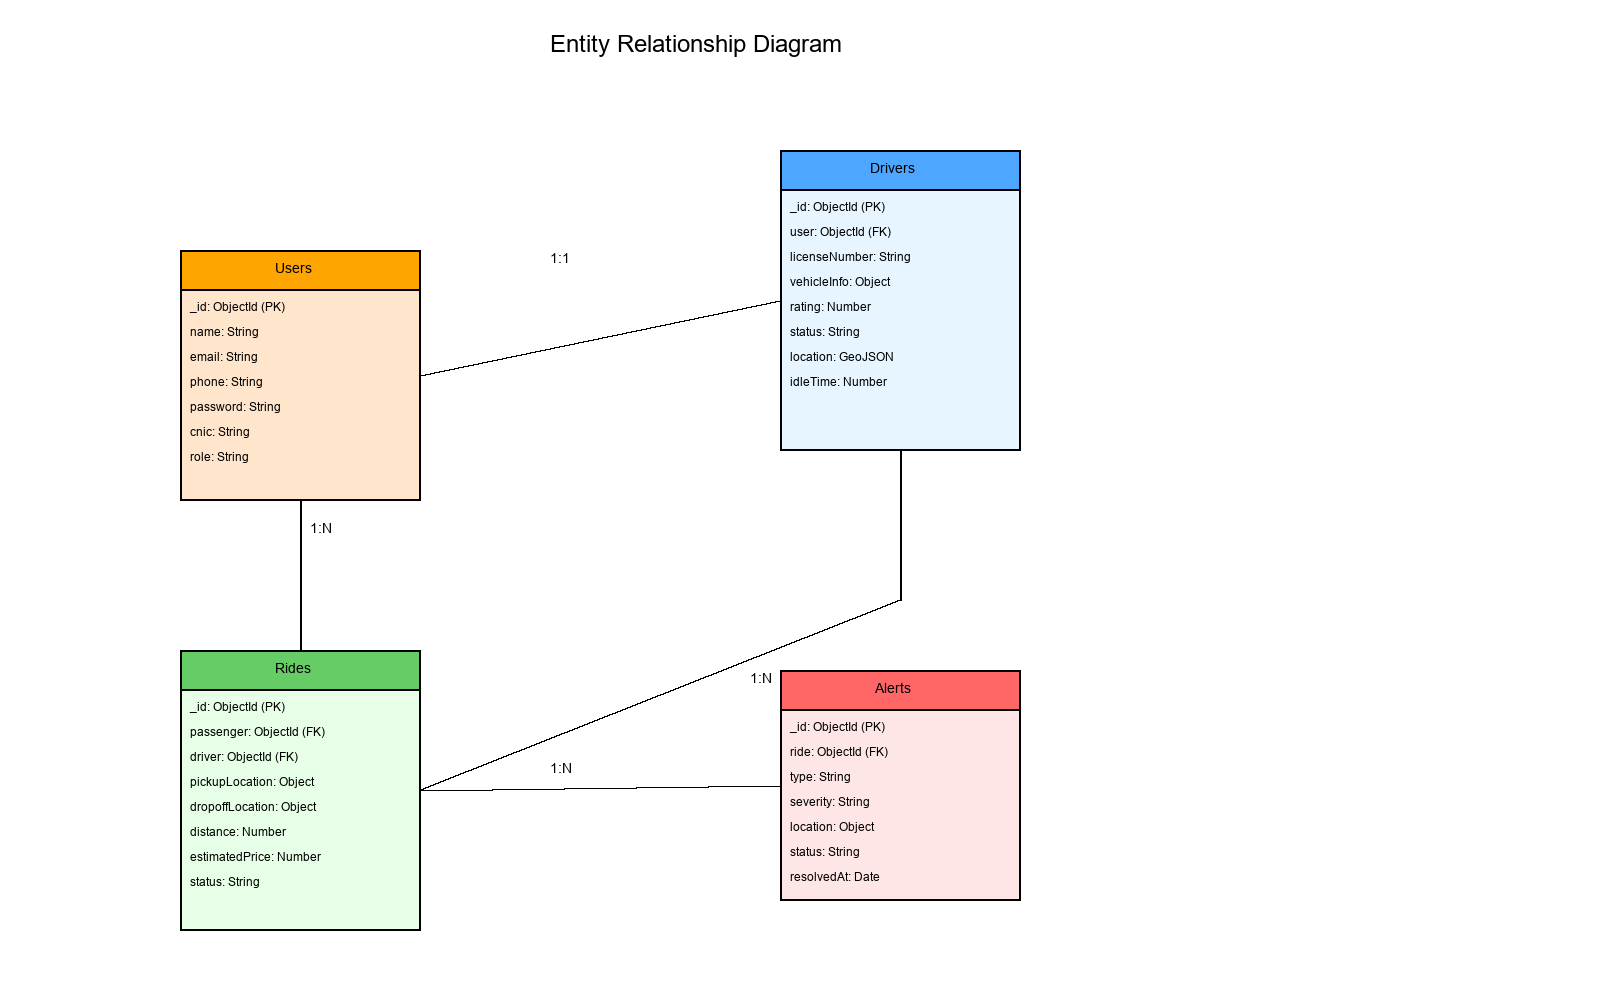 Entity Relationship Diagram
Drivers
_id: ObjectId (PK)
user: ObjectId (FK)
licenseNumber: String
vehicleInfo: Object
rating: Number
status: String
location: GeoJSON
idleTime: Number
1:1
Users
_id: ObjectId (PK)
name: String
email: String
phone: String
password: String
cnic: String
role: String
1:N
Rides
_id: ObjectId (PK)
passenger: ObjectId (FK)
driver: ObjectId (FK)
pickupLocation: Object
dropoffLocation: Object
distance: Number
estimatedPrice: Number
status: String
1:N
1:N
Alerts
_id: ObjectId (PK)
ride: ObjectId (FK)
type: String
severity: String
location: Object
status: String
resolvedAt: Date